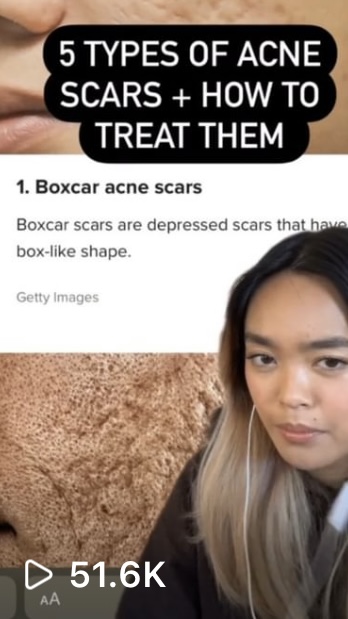 5 TYPES OF ACNE
SCARS + HOW TO
TREAT THEM
1. Boxcar acne scars
Boxcar scars are depressed scars that have
box-like shape.
Getty Images
51.6K
AA